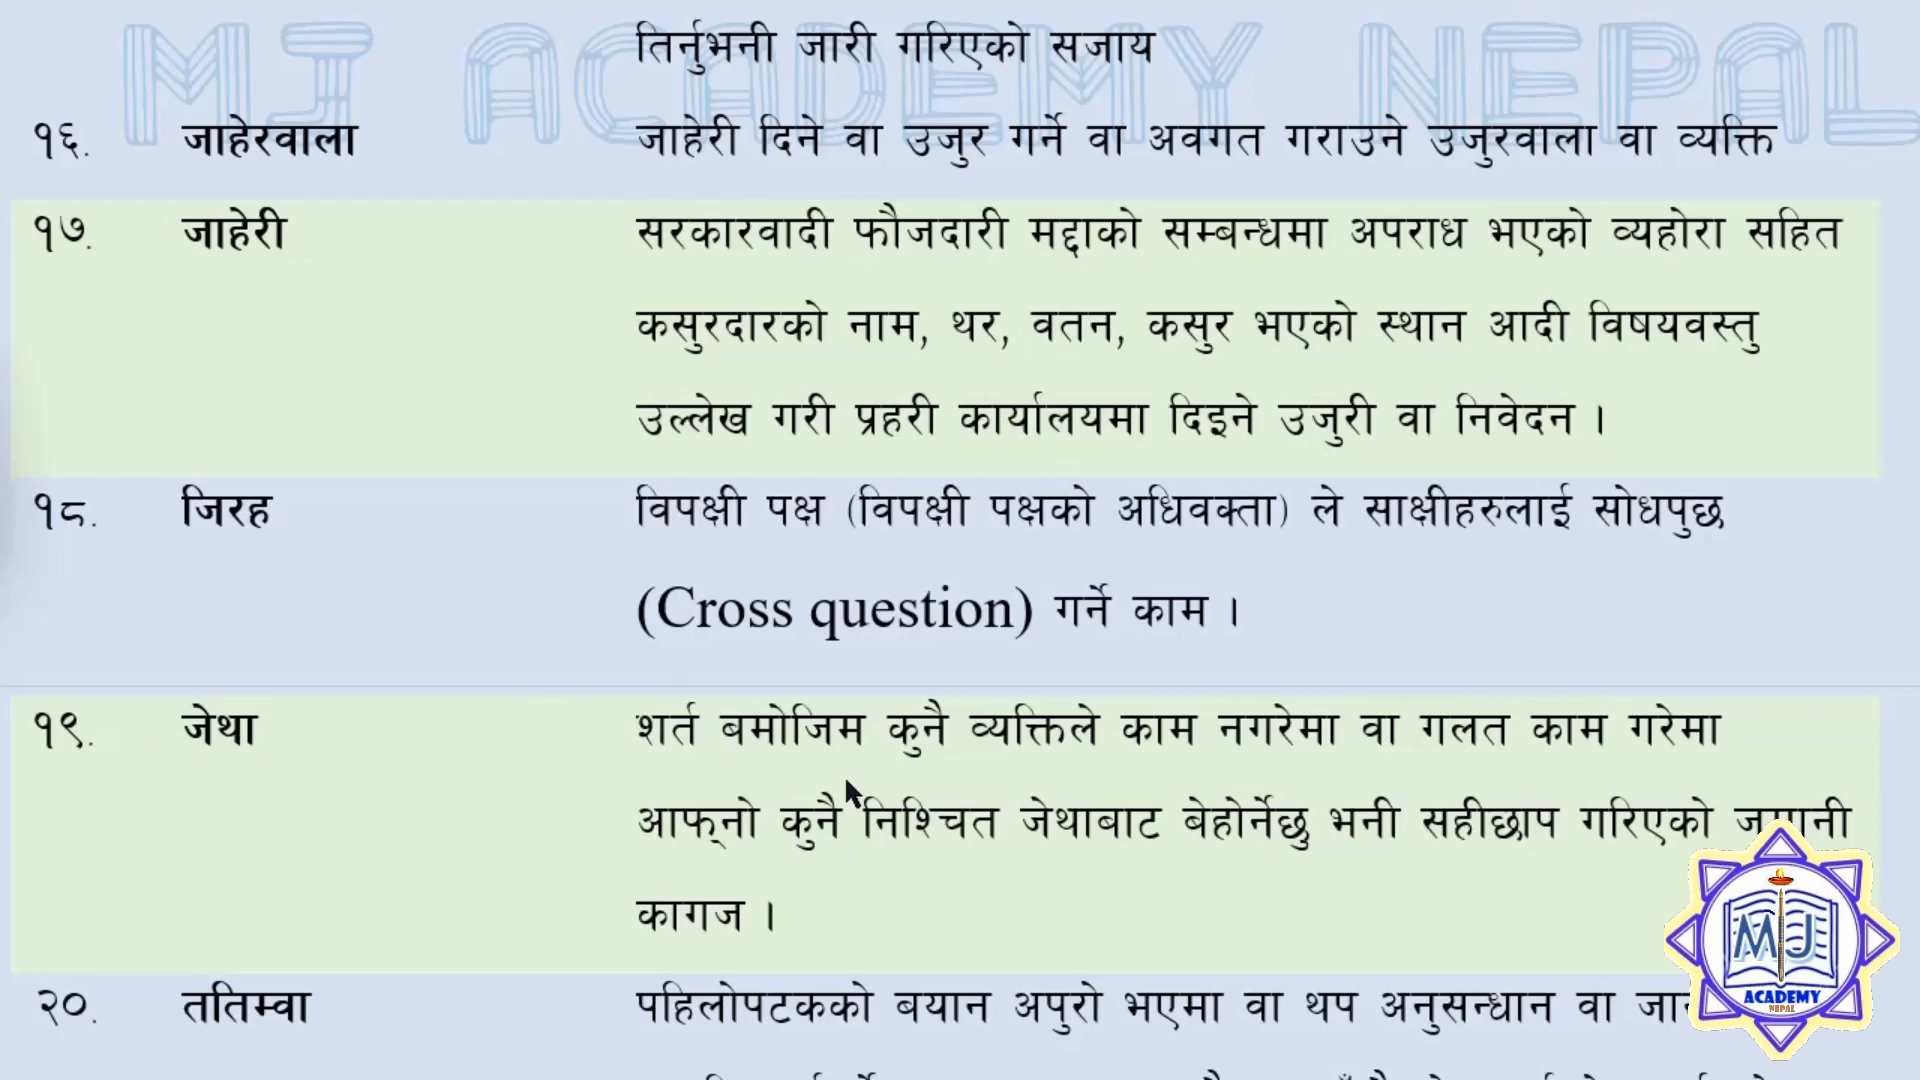 MJ ACADEMY NEPAL
तिर्नुभनी जारी गरिएको सजाय
१६. जाहेरवाला जाहेरी दिने वा उजुर गर्ने वा अवगत गराउने उजुरवाला वा व्यक्ति
१७. जाहेरी सरकारवादी फौजदारी मद्दाको सम्बन्धमा अपराध भएको व्यहोरा सहित
कसुरदारको नाम, थर, वतन, कसुर भएको स्थान आदी विषयवस्तु
उल्लेख गरी प्रहरी कार्यालयमा दिइने उजुरी वा निवेदन ।
१८. जिरह विपक्षी पक्ष (विपक्षी पक्षको अधिवक्ता) ले साक्षीहरुलाई सोधपुछ
(Cross question) गर्ने काम ।
१९. जेथा शर्त बमोजिम कुनै व्यक्तिले काम नगरेमा वा गलत काम गरेमा
आफ्‌नो कुनै निश्चित जेथाबाट बेहोर्नेछु भनी सहीछाप गरिएको
कागज ।
२०. ततिम्वा पहिलोपटकको बयान अपुरो भएमा वा थप अनुसन्धान वा
MJ
ACADEMY
NEPAL